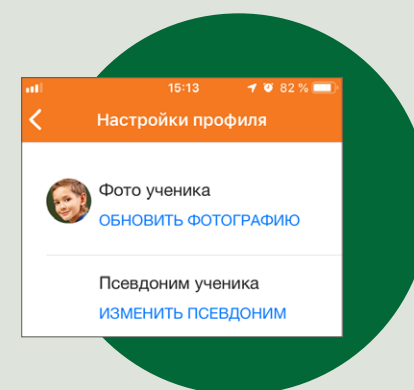 15:13 82 %
Настройки профиля
Фото ученика
ОБНОВИТЬ ФОТОГРАФИЮ
Псевдоним ученика
ИЗМЕНИТЬ ПСЕВДОНИМ